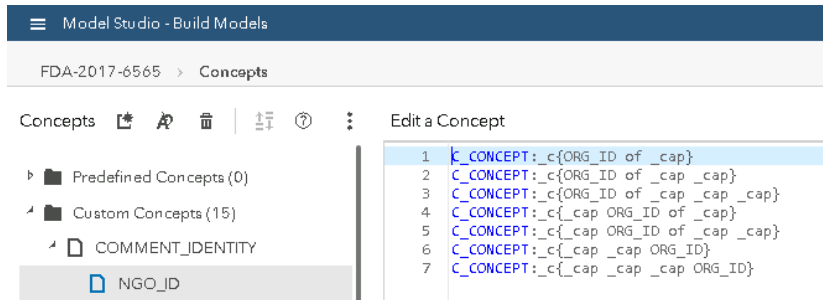 Model Studio - Build Models
FDA-2017-6565 > Concepts
Concepts
Predefined Concepts (0)
Custom Concepts (15)
COMMENT_IDENTITY
NGO_ID
Edit a Concept
1 C_CONCEPT:_c{ORG_ID of _cap}
2 C_CONCEPT:_c{ORG_ID of _cap _cap}
3 C_CONCEPT:_c{ORG_ID of _cap _cap _cap}
4 C_CONCEPT:_c{_cap ORG_ID of _cap}
5 C_CONCEPT:_c{_cap ORG_ID of _cap _cap}
6 C_CONCEPT:_c{_cap _cap ORG_ID}
7 C_CONCEPT:_c{_cap _cap _cap ORG_ID}